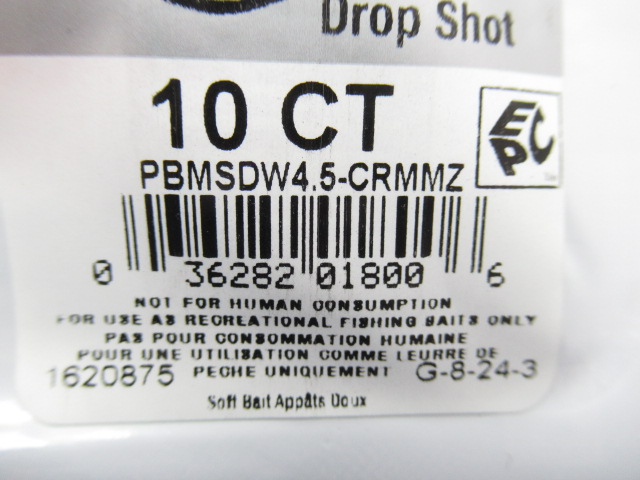 Drop Shot
10 CT
EPC
PBMSDW4.5-CRMMZ
0 36282 01800 6
NOT FOR HUMAN CONSUMPTION
FOR USE AS RECREATIONAL FISHING BAITS ONLY
PAS POUR CONSOMMATION HUMAINE
POUR UNE UTILISATION COMME LEURRE DE
1620875 PECHE UNIQUEMENT G-8-24-3
Soft Bait Appâts Doux